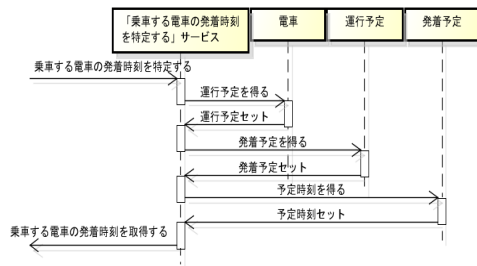 「乗車する電車の発着時刻
を特定する」サービス
電車
運行予定
発着予定
乗車する電車の発着時刻を特定する
運行予定を得る
運行予定セット
発着予定を得る
発着予定セット
予定時刻を得る
予定時刻セット
乗車する電車の発着時刻を取得する